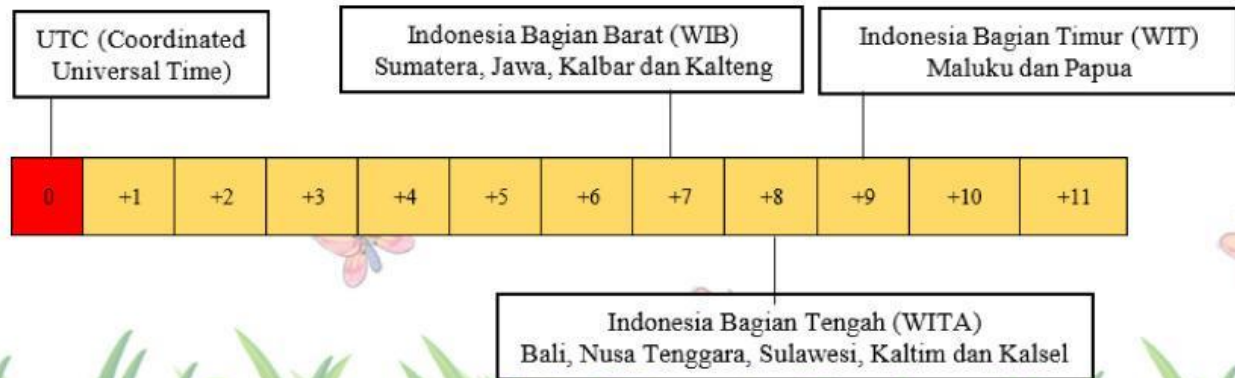 UTC (Coordinated
Universal Time)
Indonesia Bagian Barat (WIB)
Sumatera, Jawa, Kalbar dan Kalteng
Indonesia Bagian Timur (WIT)
Maluku dan Papua
0 +1 +2 +3 +4 +5 +6 +7 +8 +9 +10 +11
Indonesia Bagian Tengah (WITA)
Bali, Nusa Tenggara, Sulawesi, Kaltim dan Kalsel